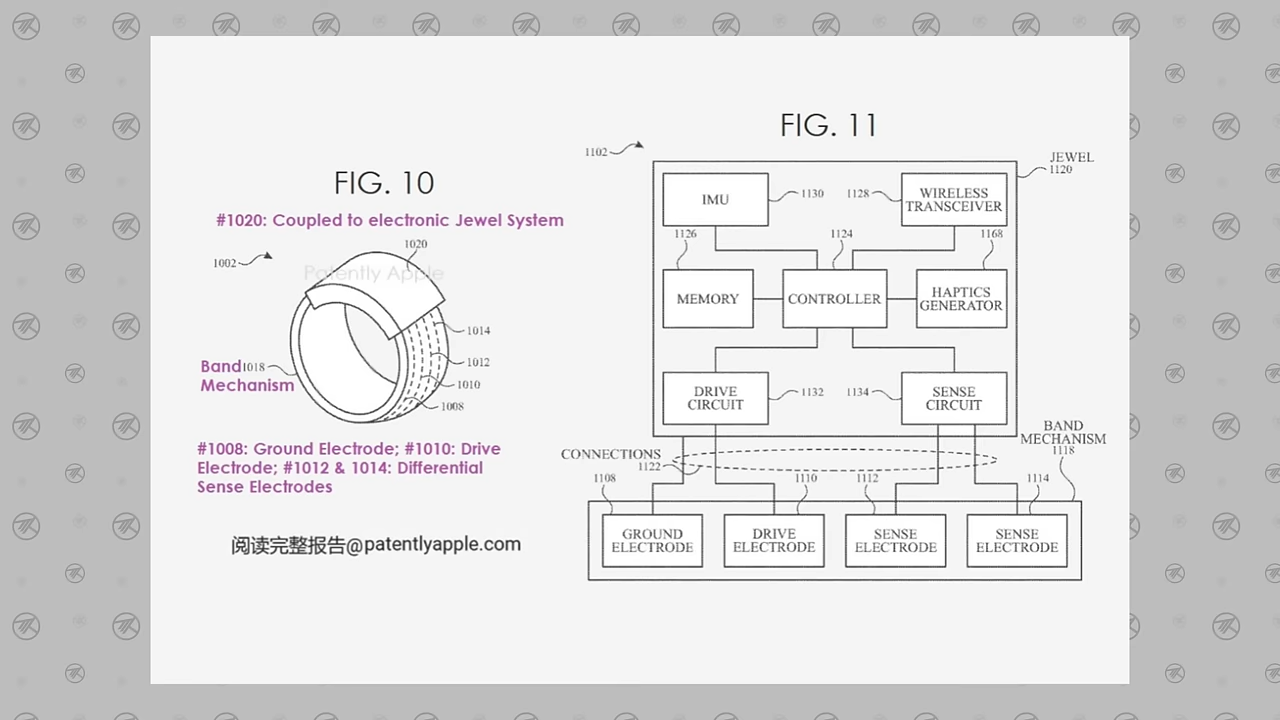 FIG. 10
#1020: Coupled to electronic Jewel System
1020
1002
Patently Apple
1014
1012
1010
1008
Band
1018
Mechanism
#1008: Ground Electrode; #1010: Drive
Electrode; #1012 & 1014: Differential
Sense Electrodes
阅读完整报告@patentlyapple.com
FIG. 11
1102
JEWEL
1120
IMU
1130
1128
WIRELESS
TRANSCEIVER
1126
1124
1168
MEMORY
CONTROLLER
HAPTICS
GENERATOR
DRIVE
CIRCUIT
1132
1134
SENSE
CIRCUIT
BAND
MECHANISM
1118
CONNECTIONS
1122
1108
1110
1112
1114
GROUND
ELECTRODE
DRIVE
ELECTRODE
SENSE
ELECTRODE
SENSE
ELECTRODE